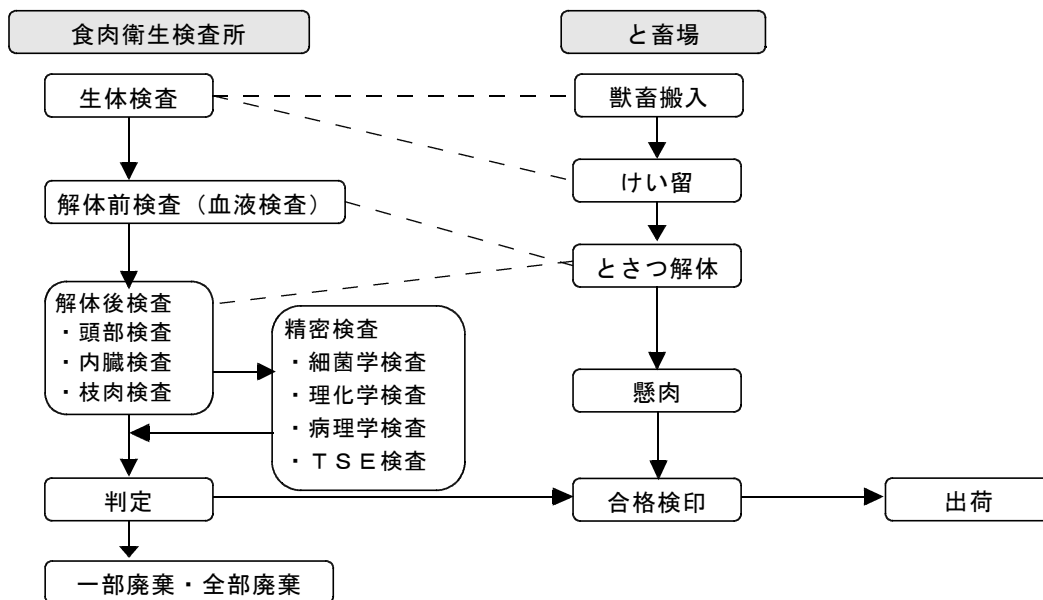 食肉衛生検査所
と畜場
生体検査
獣畜搬入
けい留
解体前検査（血液検査）
とさつ解体
解体後検査
・頭部検査
・内臓検査
・枝肉検査
精密検査
・細菌学検査
・理化学検査
・病理学検査
・ＴＳＥ検査
懸肉
判定
合格検印
出荷
一部廃棄・全部廃棄